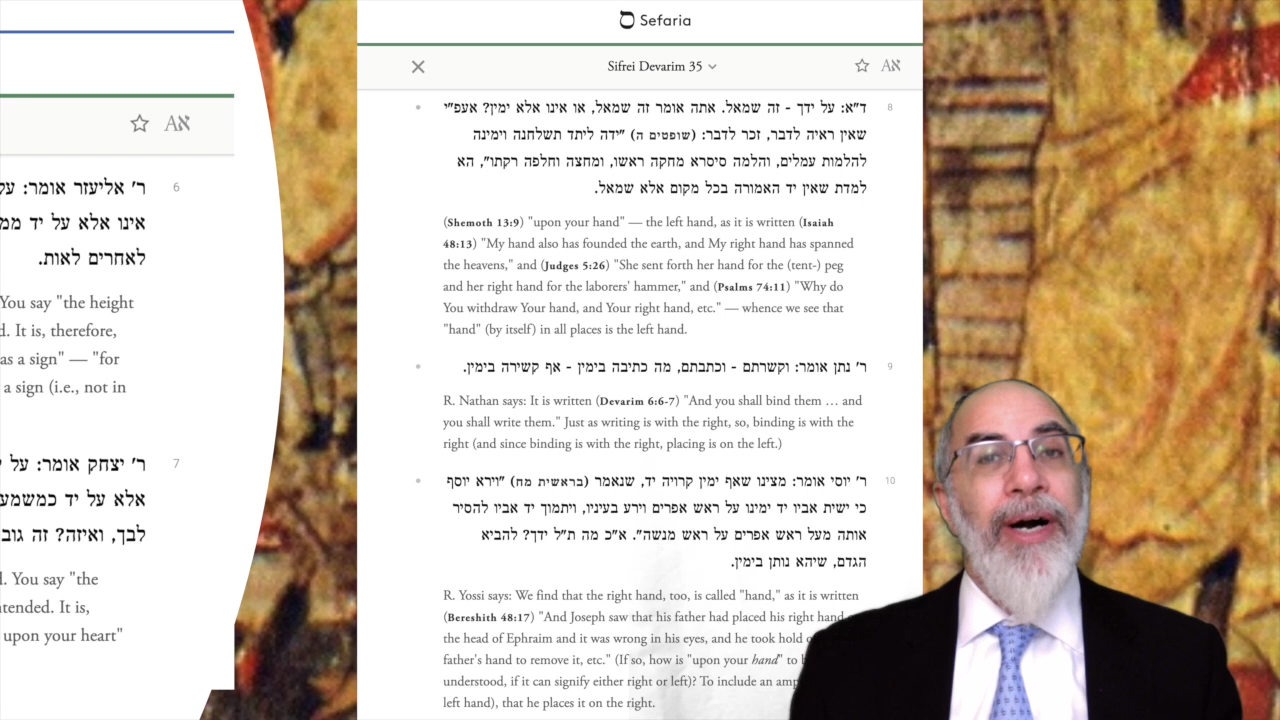 Sefaria
Sifrei Devarim 35
8
ד"א: על ידך - זה שמאל. אתה אומר זה שמאל, או אינו אלא ימין? אעפ"י
שאין ראיה לדבר, זכר לדבר: (שופטים ה) "ידה ליתד תשלחנה וימינה
להלמות עמלים, והלמה סיסרא מחקה ראשו, ומחצה וחלפה רקתו", הא
למדת שאין יד האמורה בכל מקום אלא שמאל.
(Shemoth 13:9) "upon your hand" — the left hand, as it is written (Isaiah
48:13) "My hand also has founded the earth, and My right hand has spanned
the heavens," and (Judges 5:26) "She sent forth her hand for the (tent-) peg
and her right hand for the laborers' hammer," and (Psalms 74:11) "Why do
You withdraw Your hand, and Your right hand, etc." — whence we see that
"hand" (by itself) in all places is the left hand.
9
ר' נתן אומר: וקשרתם - וכתבתם, מה כתיבה בימין - אף קשירה בימין.
R. Nathan says: It is written (Devarim 6:6-7) "And you shall bind them … and
you shall write them." Just as writing is with the right, so, binding is with the
right (and since binding is with the right, placing is on the left.)
10
ר' יוסי אומר: מצינו שאף ימין קרויה יד, שנאמר (בראשית מח) "וירא יוסף
כי ישית אביו יד ימינו על ראש אפרים וירע בעיניו, ויתמוך יד אביו להסיר
אותה מעל ראש אפרים על ראש מנשה". א"כ מה ת"ל ידך? להביא
הגדם, שיהא נותן בימין.
R. Yossi says: We find that the right hand, too, is called "hand," as it is written
(Bereshith 48:17) "And Joseph saw that his father had placed his right hand
the head of Ephraim and it was wrong in his eyes, and he took hold
father's hand to remove it, etc." (If so, how is "upon your hand" to
understood, if it can signify either right or left)? To include an
left hand), that he places it on the right.
6
ר' אליעזר אומר:
אינו אלא על יד
לאחרים לאות.
You say "the height
It is, therefore,
as a sign" — "for
a sign (i.e., not in
7
ר' יצחק אומר: על
אלא על יד כמשמע
לבך, ואיזה? זה גוב
You say "the
It is,
upon your heart"